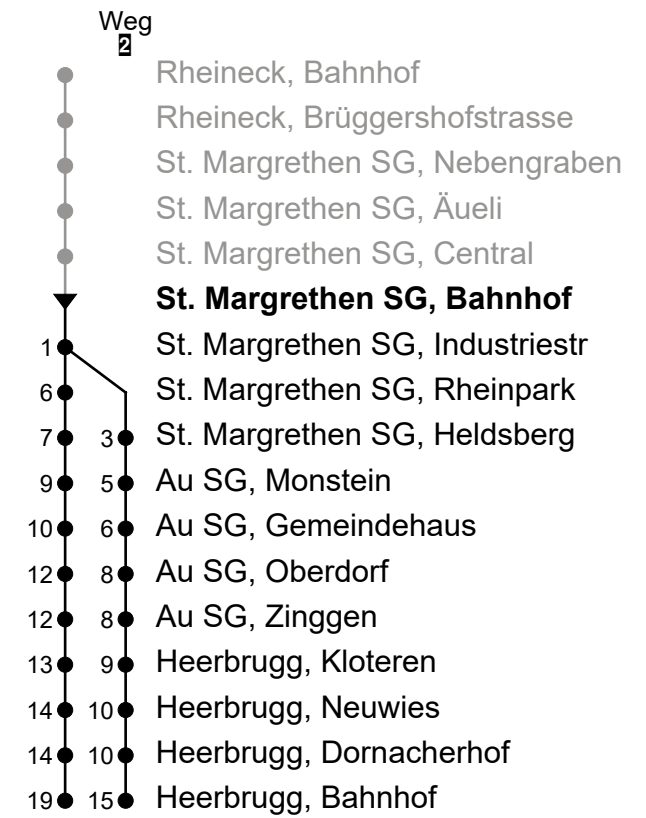 Weg
2
Rheineck, Bahnhof
Rheineck, Brüggershofstrasse
St. Margrethen SG, Nebengraben
St. Margrethen SG, Äueli
St. Margrethen SG, Central
St. Margrethen SG, Bahnhof
1 St. Margrethen SG, Industriestr
6 St. Margrethen SG, Rheinpark
7 3 St. Margrethen SG, Heldsberg
9 5 Au SG, Monstein
10 6 Au SG, Gemeindehaus
12 8 Au SG, Oberdorf
12 8 Au SG, Zinggen
13 9 Heerbrugg, Kloteren
14 10 Heerbrugg, Neuwies
14 10 Heerbrugg, Dornacherhof
19 15 Heerbrugg, Bahnhof